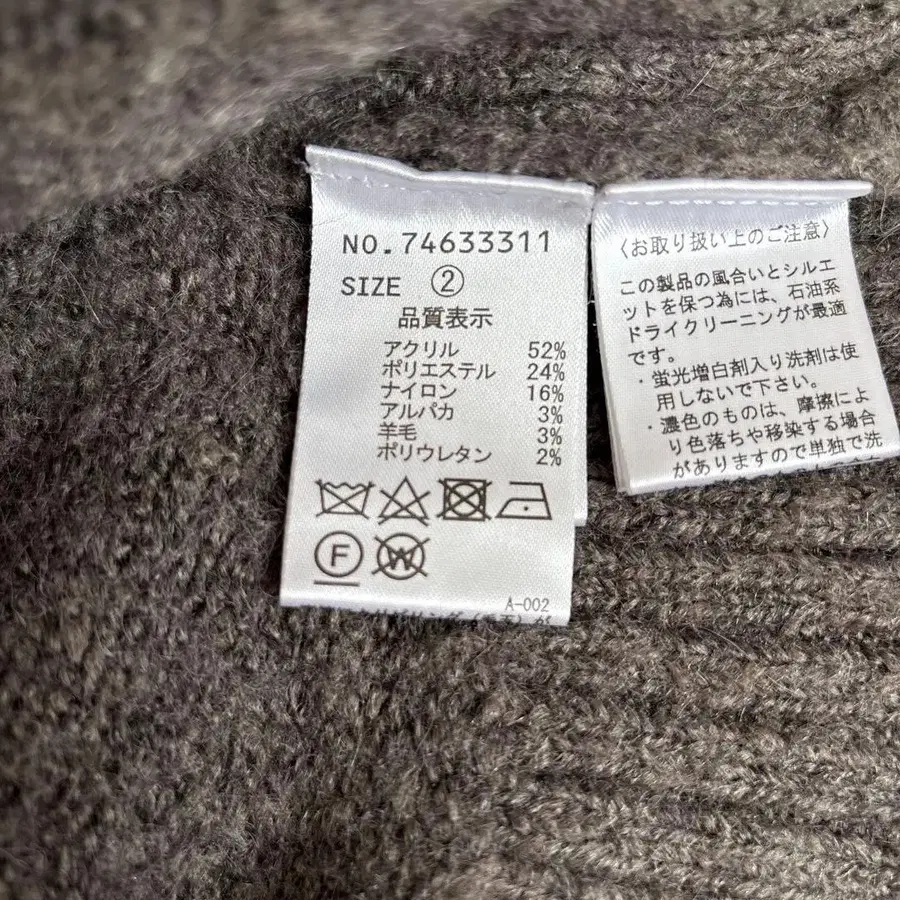 NO.74633311
SIZE ②
品質表示
アクリル 52%
ポリエステル 24%
ナイロン 16%
アルパカ 3%
羊毛 3%
ポリウレタン 2%
F
W
A-002
〈お取り扱い上のご注意〉
この製品の風合いとシルエ
ットを保つ為には、石油系
ドライクリーニングが最適
です。
・蛍光増白剤入り洗剤は使
用しないで下さい。
・濃色のものは、摩擦によ
り色落ちや移染する場合
がありますので単独で洗